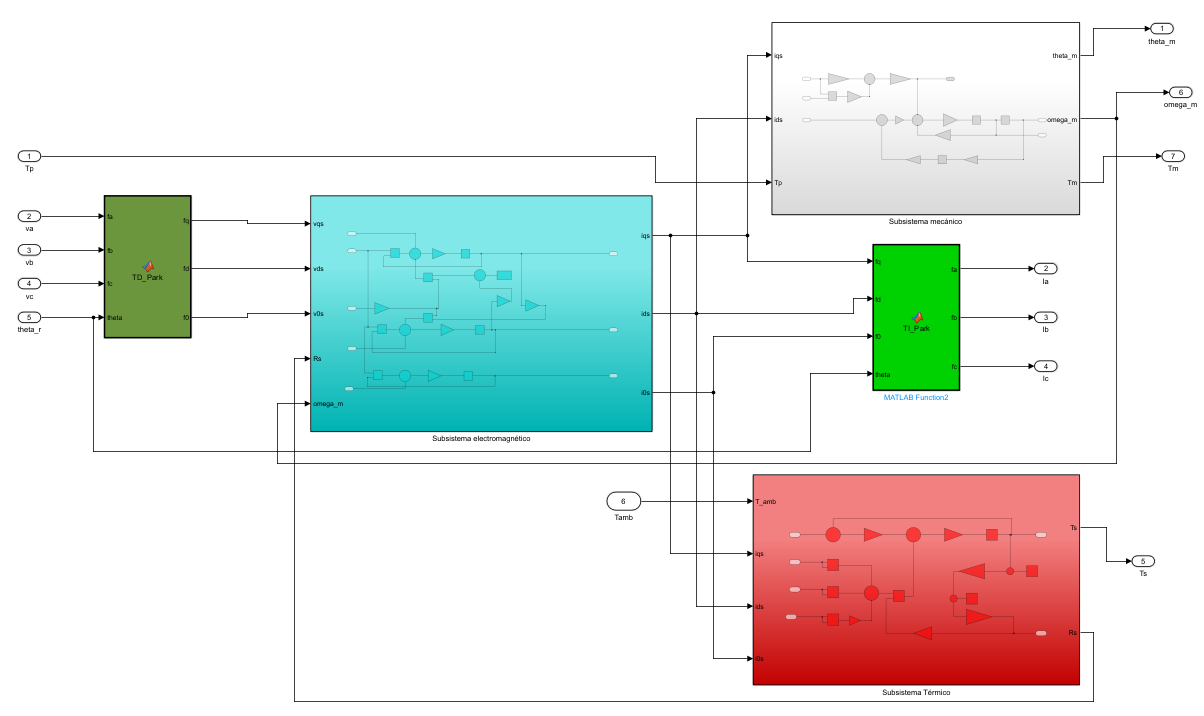 1
Tp
2
va
3
vb
4
vc
5
theta_r
fa
fb
fc
theta
TD_Park
fq
fd
f0
vqs
vds
v0s
Rs
omega_m
iqs
ids
i0s
Subsistema electromagnético
iqs
ids
Tp
theta_m
omega_m
Tm
Subsistema mecánico
1
theta_m
6
omega_m
7
Tm
fq
fd
f0
theta
TI_Park
fa
fb
fc
MATLAB Function2
2
Ia
3
Ib
4
Ic
6
Tamb
T_amb
iqs
ids
i0s
Ts
Rs
Subsistema Térmico
5
Ts